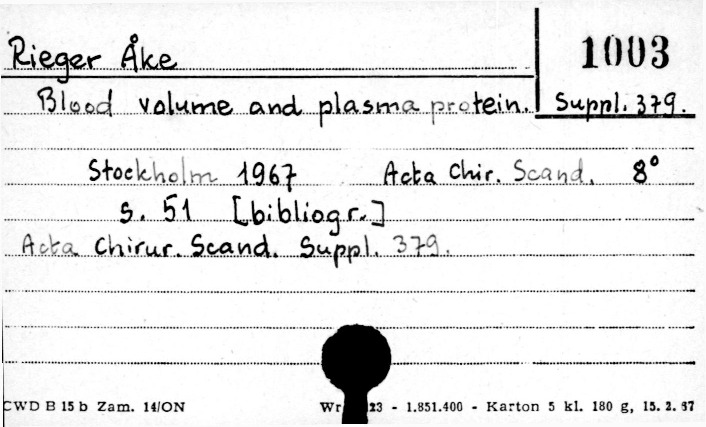 Rieger Åke
1003
Blood volume and plasma protein.
Suppl. 379.
Stockholm 1967 Acta Chir. Scand. 8°
s. 51 [bibliogr.]
Acta Chirur. Scand. Suppl. 379.
CWD B 15 b Zam. 14/ON
23 - 1.851.400 - Karton 5 kl. 180 g, 15. 2. 67